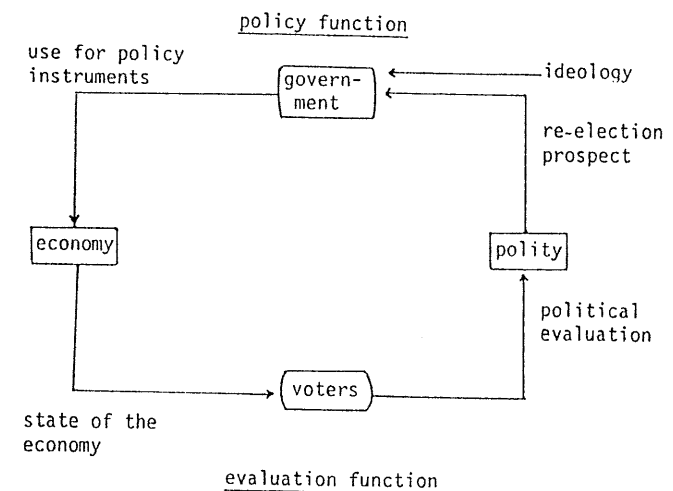 policy function
use for policy
instruments
govern-
ment
ideology
re-election
prospect
economy
polity
political
evaluation
voters
state of the
economy
evaluation function